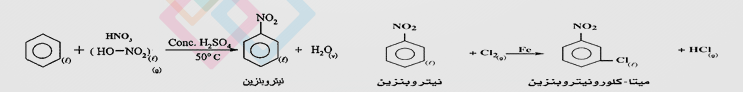 (l) + HNO₃ (HO—NO₂)(l) (g) Conc. H₂SO₄ 50° C NO₂ (l) + H₂O(v)
نيتروبنزين
NO₂ (l) + Cl₂(g) Fe NO₂ Cl(l) + HCl(g)
نيتروبنزين ميتا-كلورونيتروبنزين